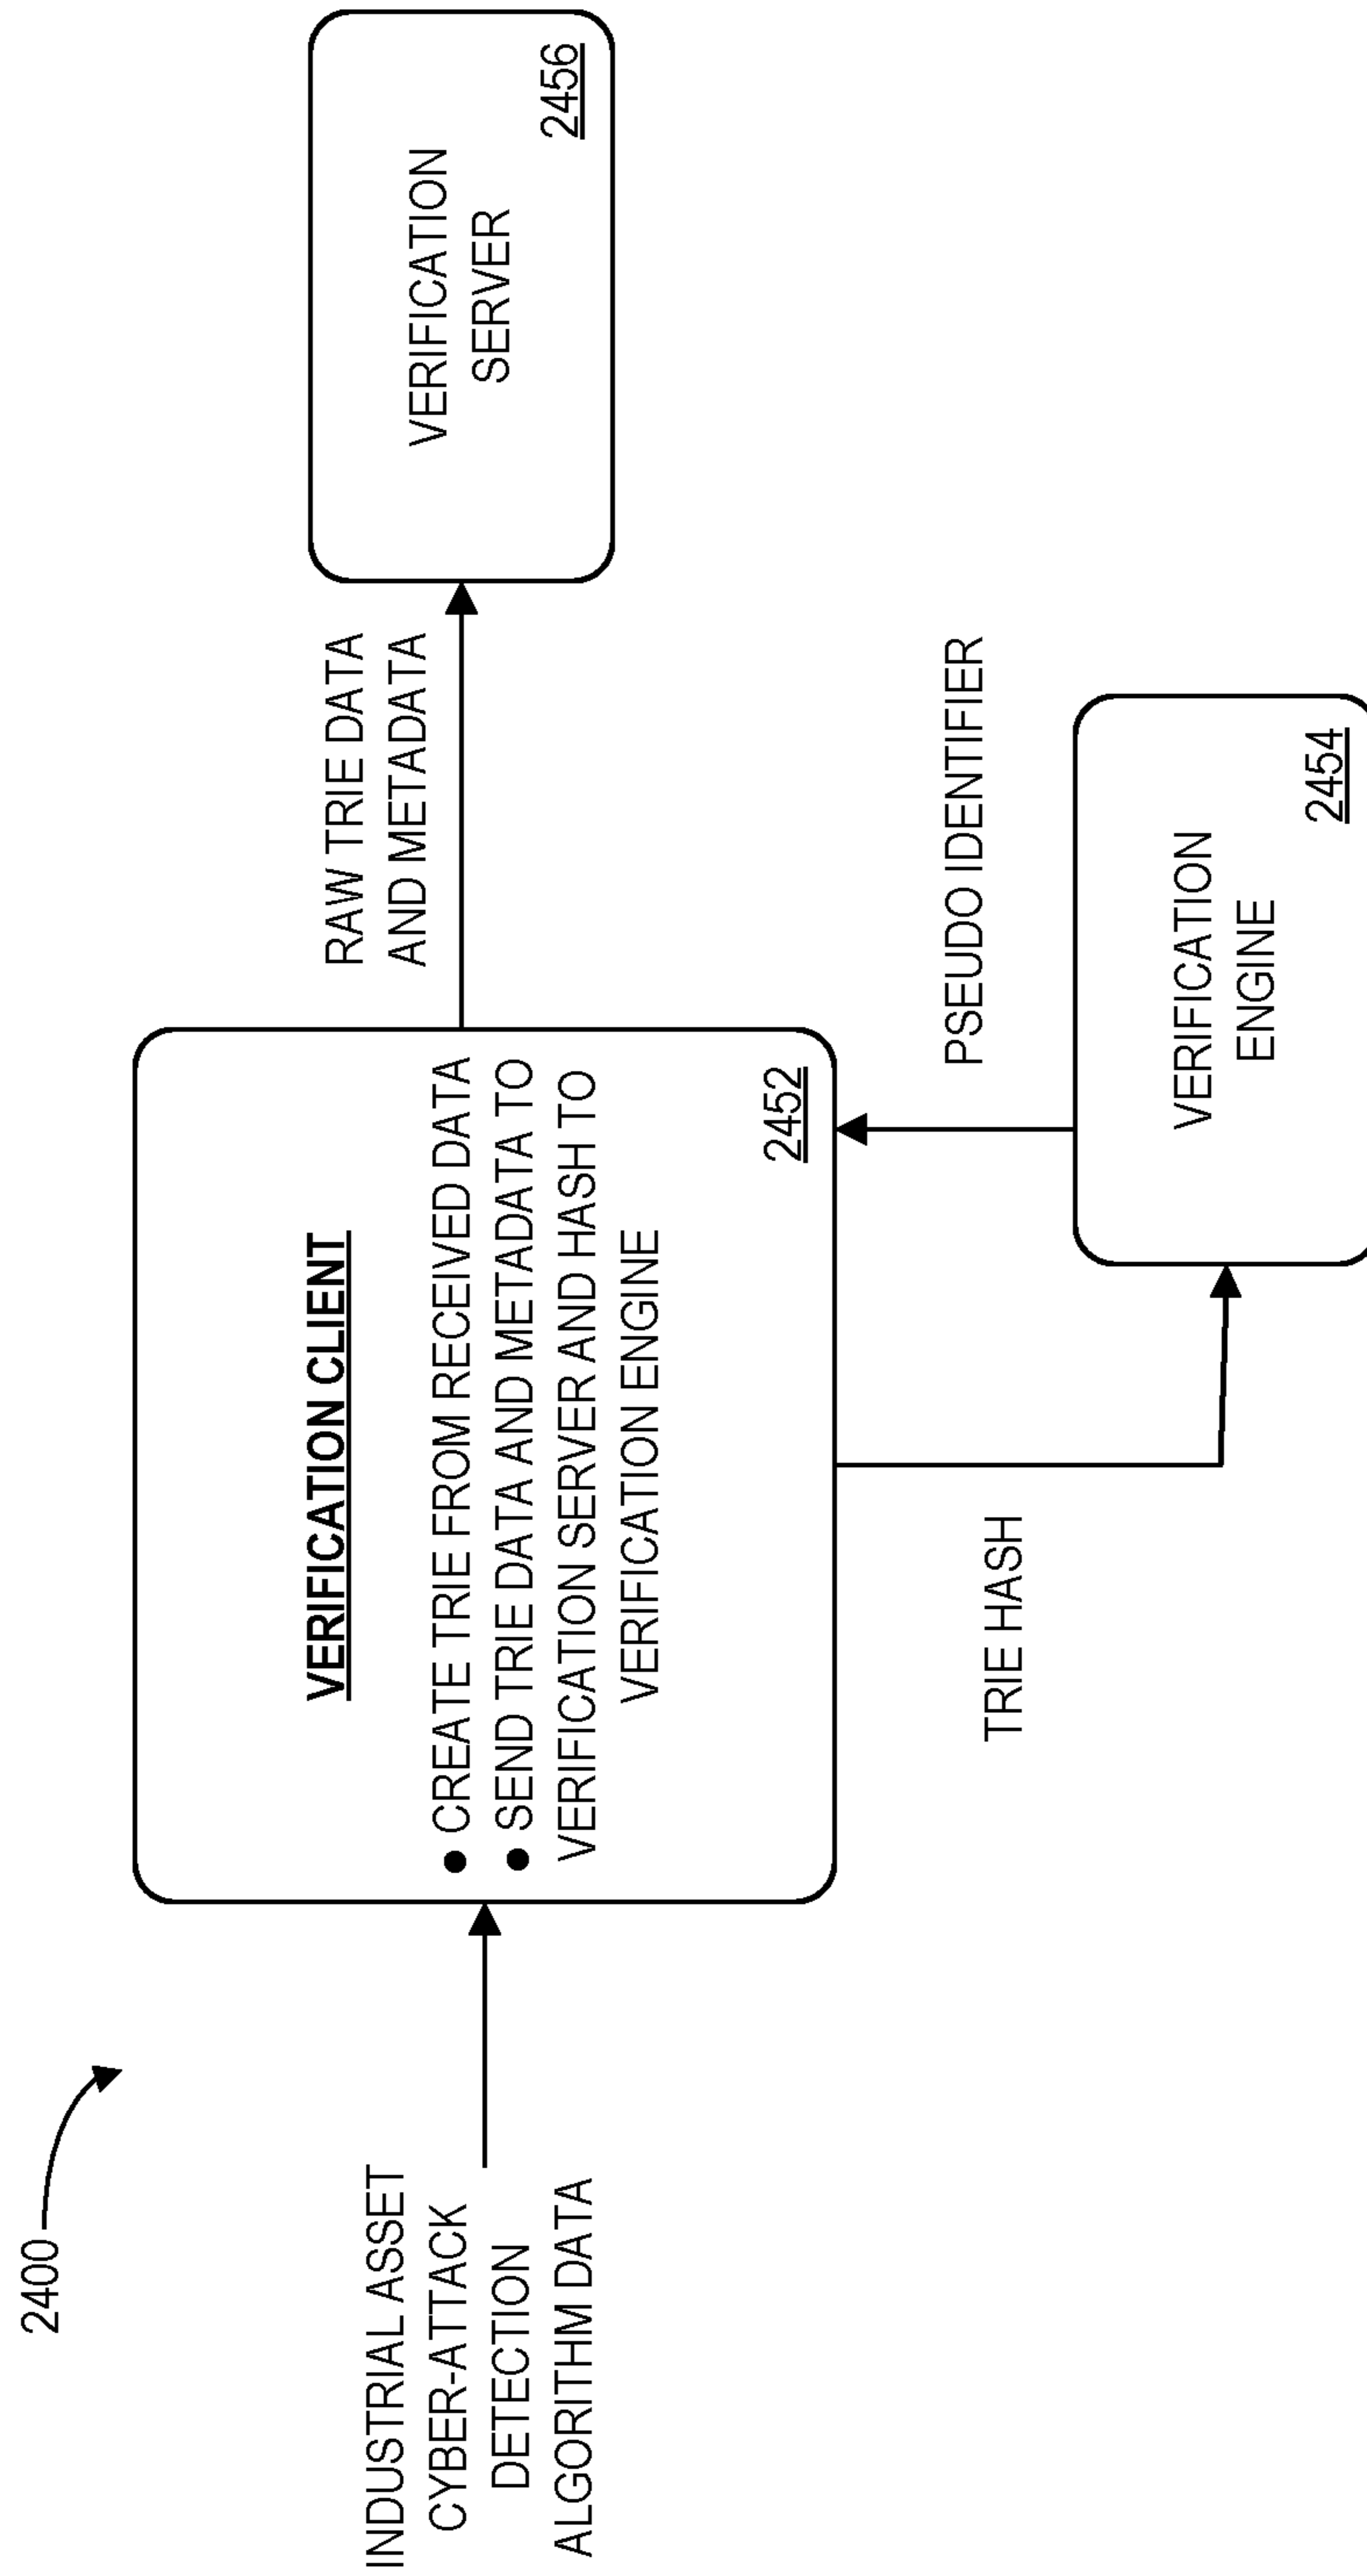 2400
INDUSTRIAL ASSET
CYBER-ATTACK
DETECTION
ALGORITHM DATA
VERIFICATION CLIENT
● CREATE TRIE FROM RECEIVED DATA
● SEND TRIE DATA AND METADATA TO
VERIFICATION SERVER AND HASH TO
VERIFICATION ENGINE
2452
RAW TRIE DATA
AND METADATA
VERIFICATION
SERVER
2456
TRIE HASH
PSEUDO IDENTIFIER
VERIFICATION
ENGINE
2454